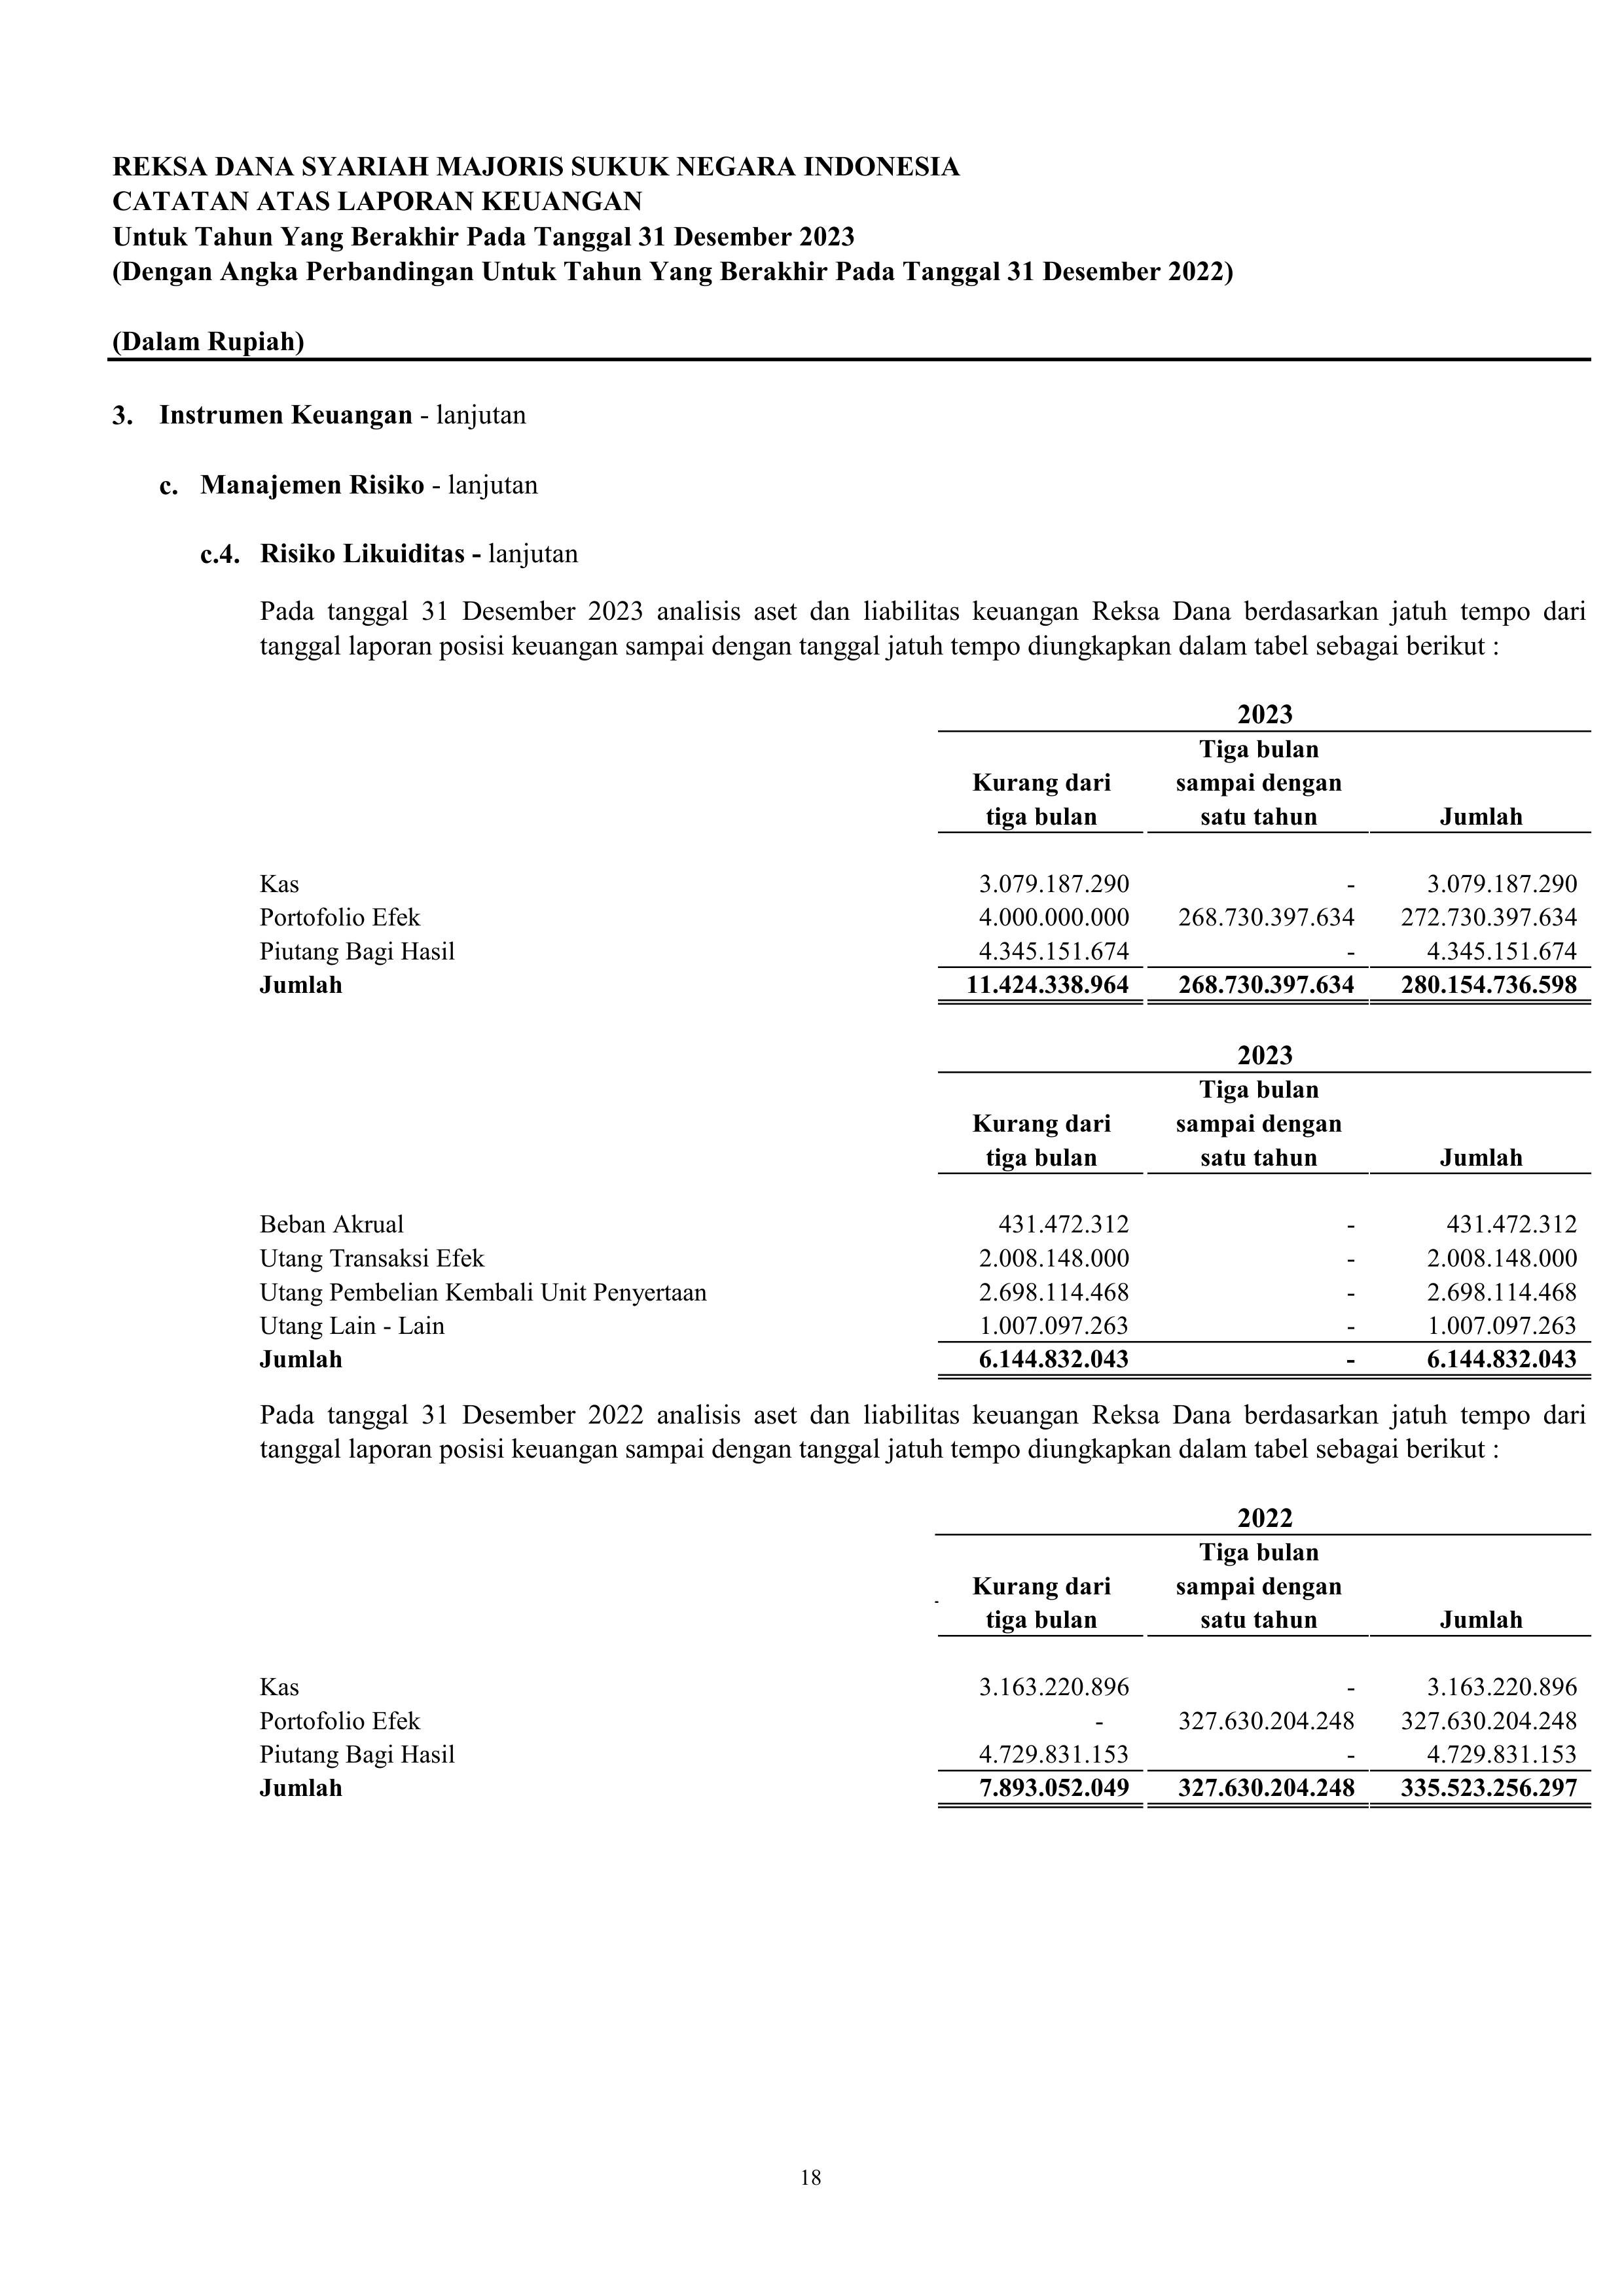 REKSA DANA SYARIAH MAJORIS SUKUK NEGARA INDONESIA
CATATAN ATAS LAPORAN KEUANGAN
Untuk Tahun Yang Berakhir Pada Tanggal 31 Desember 2023
(Dengan Angka Perbandingan Untuk Tahun Yang Berakhir Pada Tanggal 31 Desember 2022)
(Dalam Rupiah)
3. Instrumen Keuangan - lanjutan
c. Manajemen Risiko - lanjutan
c.4. Risiko Likuiditas - lanjutan
Pada tanggal 31 Desember 2023 analisis aset dan liabilitas keuangan Reksa Dana berdasarkan jatuh tempo dari
tanggal laporan posisi keuangan sampai dengan tanggal jatuh tempo diungkapkan dalam tabel sebagai berikut :
2023
Tiga bulan
Kurang dari sampai dengan
tiga bulan satu tahun Jumlah
Kas 3.079.187.290 - 3.079.187.290
Portofolio Efek 4.000.000.000 268.730.397.634 272.730.397.634
Piutang Bagi Hasil 4.345.151.674 - 4.345.151.674
Jumlah 11.424.338.964 268.730.397.634 280.154.736.598
2023
Tiga bulan
Kurang dari sampai dengan
tiga bulan satu tahun Jumlah
Beban Akrual 431.472.312 - 431.472.312
Utang Transaksi Efek 2.008.148.000 - 2.008.148.000
Utang Pembelian Kembali Unit Penyertaan 2.698.114.468 - 2.698.114.468
Utang Lain - Lain 1.007.097.263 - 1.007.097.263
Jumlah 6.144.832.043 - 6.144.832.043
Pada tanggal 31 Desember 2022 analisis aset dan liabilitas keuangan Reksa Dana berdasarkan jatuh tempo dari
tanggal laporan posisi keuangan sampai dengan tanggal jatuh tempo diungkapkan dalam tabel sebagai berikut :
2022
Tiga bulan
Kurang dari sampai dengan
tiga bulan satu tahun Jumlah
Kas 3.163.220.896 - 3.163.220.896
Portofolio Efek - 327.630.204.248 327.630.204.248
Piutang Bagi Hasil 4.729.831.153 - 4.729.831.153
Jumlah 7.893.052.049 327.630.204.248 335.523.256.297
18